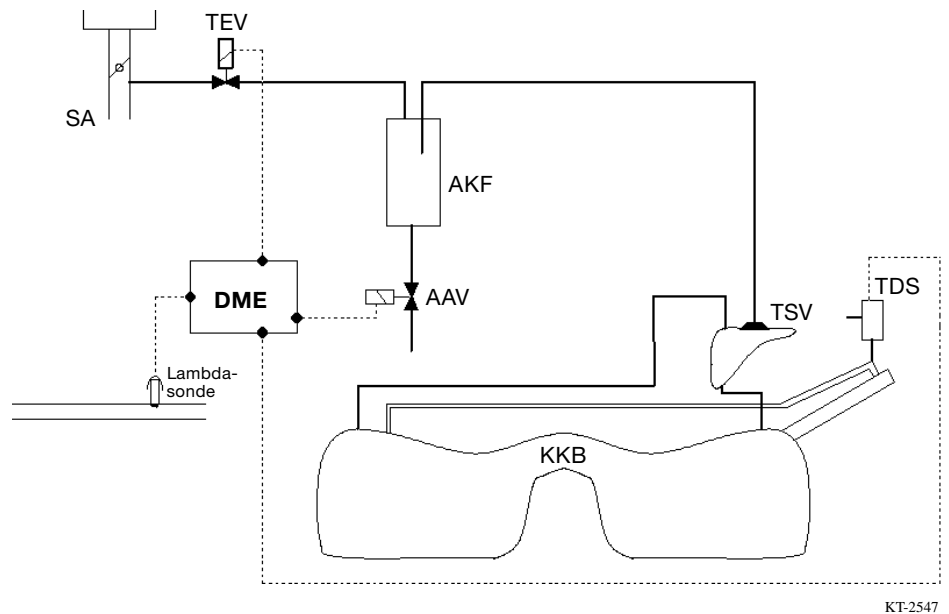 TEV
SA
AKF
AAV
DME
TDS
TSV
Lambda-
sonde
KKB
KT-2547